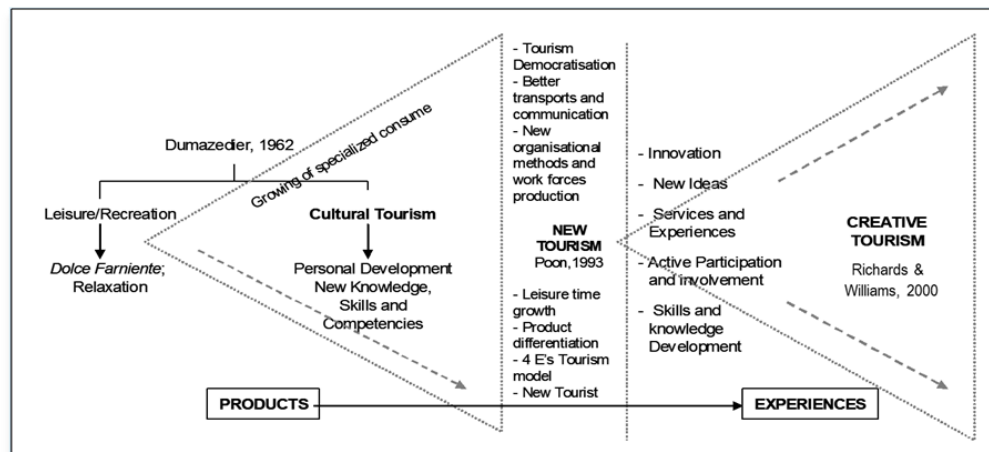 Dumazedier, 1962
Growing of specialized consume
Leisure/Recreation
Dolce Farniente;
Relaxation
Cultural Tourism
Personal Development
New Knowledge,
Skills and
Competencies
- Tourism
Democratisation
- Better
transports and
communication
- New
organisational
methods and
work forces
production
NEW
TOURISM
Poon,1993
- Leisure time
growth
- Product
differentiation
- 4 E's Tourism
model
- New Tourist
- Innovation
- New Ideas
- Services and
Experiences
- Active Participation
and involvement
- Skills and
knowledge
Development
CREATIVE
TOURISM
Richards &
Williams, 2000
PRODUCTS
EXPERIENCES